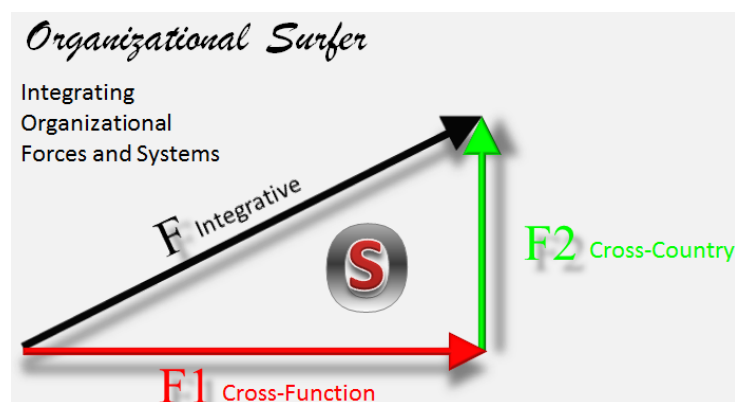 Organizational Surfer
Integrating
Organizational
Forces and Systems
F Integrative
S
F2 Cross-Country
F1 Cross-Function